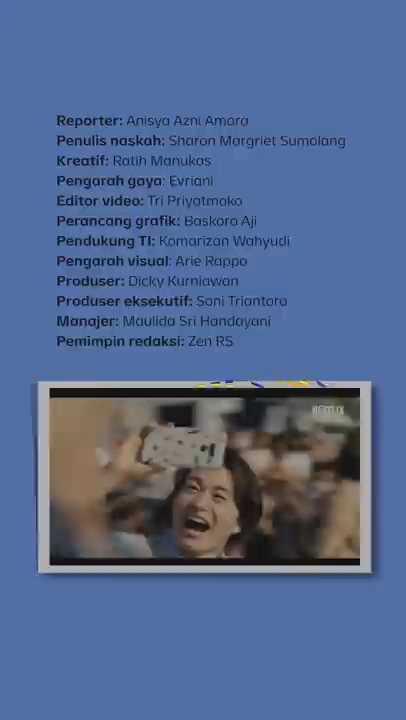 Reporter: Anisya Azni Amara
Penulis naskah: Sharon Margriet Sumolang
Kreatif: Ratih Manukas
Pengarah gaya: Evriani
Editor video: Tri Priyatmoko
Perancang grafik: Baskoro Aji
Pendukung TI: Komarizan Wahyudi
Pengarah visual: Arie Rappo
Produser: Dicky Kurniawan
Produser eksekutif: Soni Triantoro
Manajer: Maulida Sri Handayani
Pemimpin redaksi: Zen RS
NETFLIX